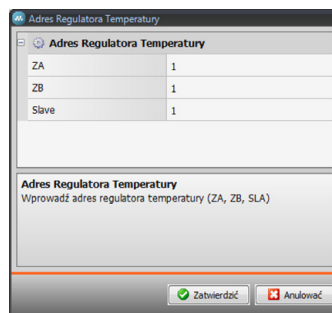 Adres Regulatora Temperatury
Adres Regulatora Temperatury
ZA 1
ZB 1
Slave 1
Adres Regulatora Temperatury
Wprowadź adres regulatora temperatury (ZA, ZB, SLA)
Zatwierdzić Anulować